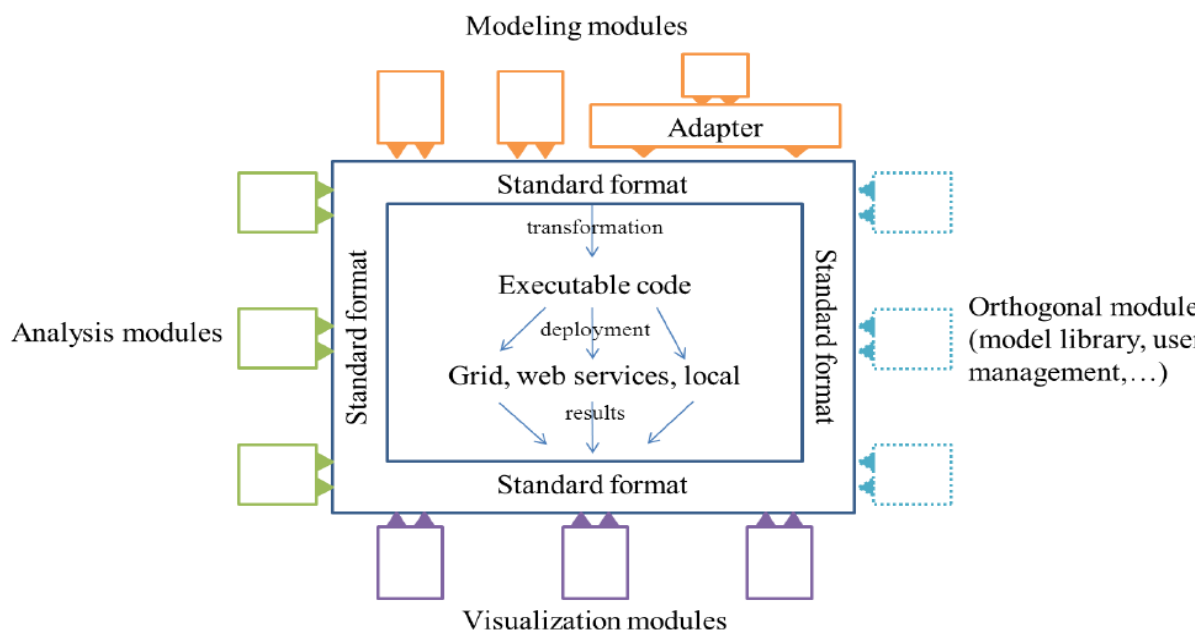 Modeling modules
Adapter
Standard format
transformation
Executable code
deployment
Grid, web services, local
results
Standard format
Standard format
Standard format
Analysis modules
Orthogonal module
(model library, user
management,…)
Visualization modules